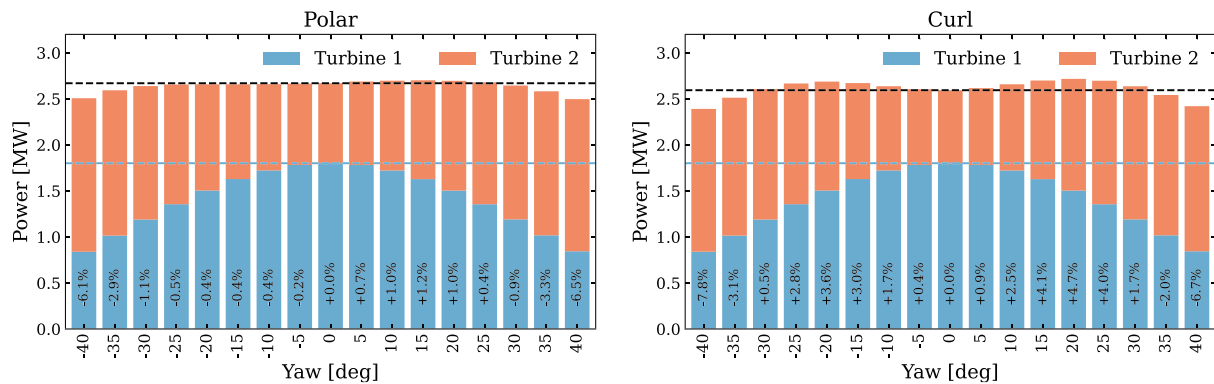 Polar
Turbine 1 Turbine 2
Power [MW]
3.0
2.5
2.0
1.5
1.0
0.5
0.0
-6.1% -2.9% -1.1% -0.5% -0.4% -0.4% -0.4% -0.2% +0.0% +0.7% +1.0% +1.2% +1.0% +0.4% -0.9% -3.3% -6.5%
-40 -35 -30 -25 -20 -15 -10 -5 0 5 10 15 20 25 30 35 40
Yaw [deg]
Curl
Turbine 1 Turbine 2
Power [MW]
3.0
2.5
2.0
1.5
1.0
0.5
0.0
-7.8% -3.1% +0.5% +2.8% +3.6% +3.0% +1.7% +0.4% +0.0% +0.9% +2.5% +4.1% +4.7% +4.0% +1.7% -2.0% -6.7%
-40 -35 -30 -25 -20 -15 -10 -5 0 5 10 15 20 25 30 35 40
Yaw [deg]